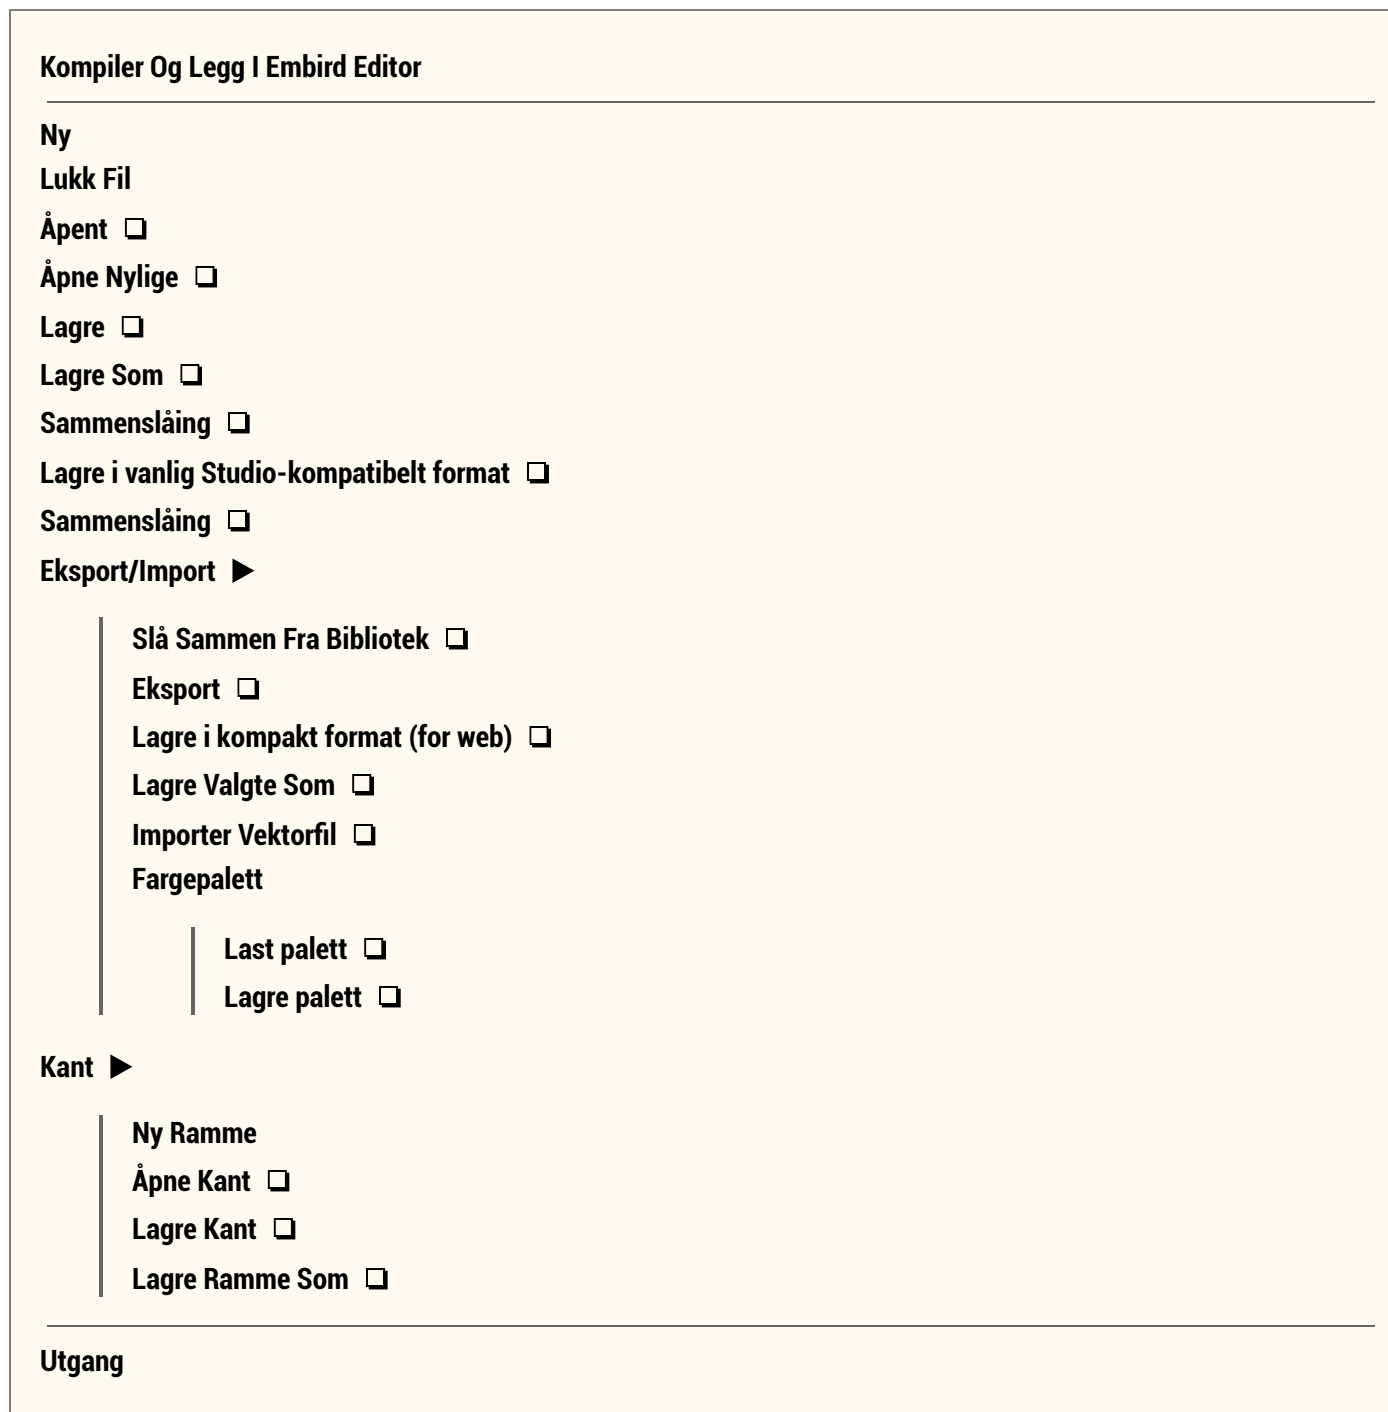 Kompiler Og Legg I Embird Editor
Ny
Lukk Fil
Åpent ❏
Åpne Nylige ❏
Lagre ❏
Lagre Som ❏
Sammenslåing ❏
Lagre i vanlig Studio-kompatibelt format ❏
Sammenslåing ❏
Eksport/Import ▶
Slå Sammen Fra Bibliotek ❏
Eksport ❏
Lagre i kompakt format (for web) ❏
Lagre Valgte Som ❏
Importer Vektorfil ❏
Fargepalett
Last palett ❏
Lagre palett ❏
Kant ▶
Ny Ramme
Åpne Kant ❏
Lagre Kant ❏
Lagre Ramme Som ❏
Utgang